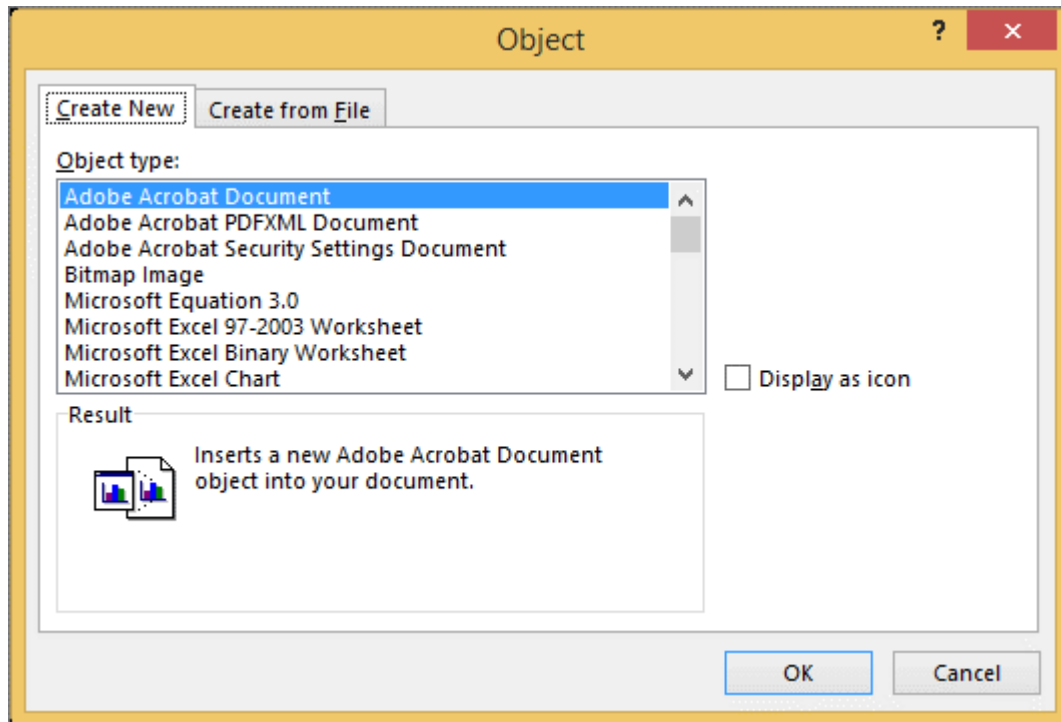 Object
?
Create New
Create from File
Object type:
Adobe Acrobat Document
Adobe Acrobat PDFXML Document
Adobe Acrobat Security Settings Document
Bitmap Image
Microsoft Equation 3.0
Microsoft Excel 97-2003 Worksheet
Microsoft Excel Binary Worksheet
Microsoft Excel Chart
Display as icon
Result
Inserts a new Adobe Acrobat Document
object into your document.
OK
Cancel